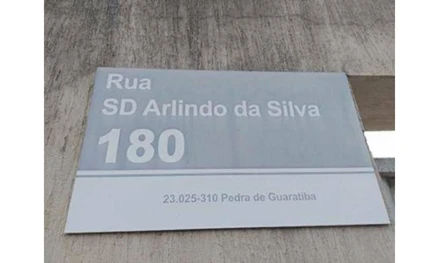 Rua
SD Arlindo da Silva
180
23.025-310 Pedra de Guaratiba